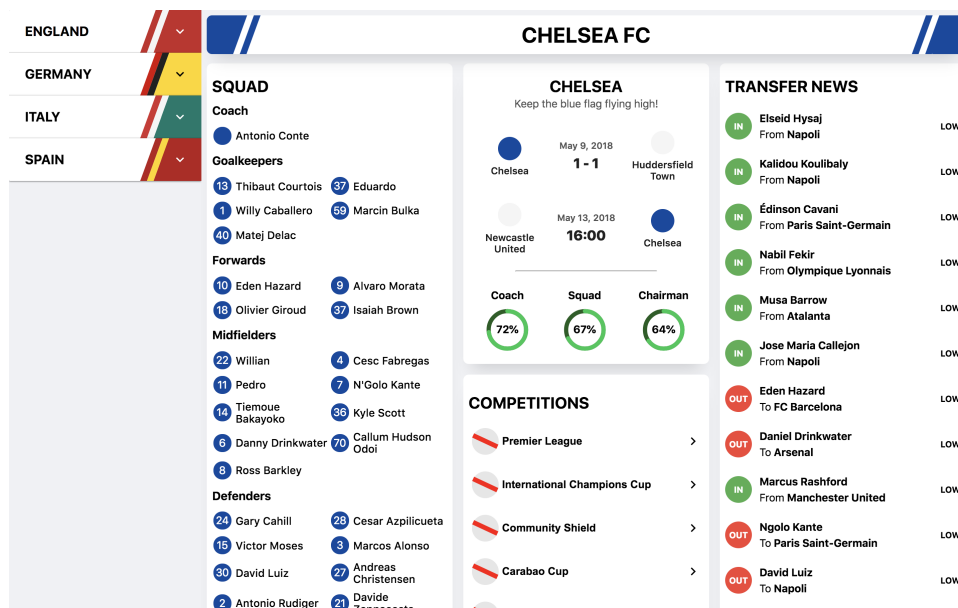 ENGLAND
GERMANY
ITALY
SPAIN
CHELSEA FC
SQUAD
Coach
Antonio Conte
Goalkeepers
13 Thibaut Courtois 37 Eduardo
1 Willy Caballero 59 Marcin Bulka
40 Matej Delac
Forwards
10 Eden Hazard 9 Alvaro Morata
18 Olivier Giroud 37 Isaiah Brown
Midfielders
22 Willian 4 Cesc Fabregas
11 Pedro 7 N'Golo Kante
14 Tiemoue
Bakayoko
36 Kyle Scott
6 Danny Drinkwater 70 Callum Hudson
Odoi
8 Ross Barkley
Defenders
24 Gary Cahill 28 Cesar Azpilicueta
15 Victor Moses 3 Marcos Alonso
30 David Luiz 27 Andreas
Christensen
2 Antonio Rudiger 21 Davide
CHELSEA
Keep the blue flag flying high!
Chelsea
May 9, 2018
1 - 1
Huddersfield
Town
Newcastle
United
May 13, 2018
16:00
Chelsea
Coach Squad Chairman
72% 67% 64%
COMPETITIONS
Premier League
International Champions Cup
Community Shield
Carabao Cup
TRANSFER NEWS
IN Elseid Hysaj
From Napoli
LOW
IN Kalidou Koulibaly
From Napoli
LOW
IN Édinson Cavani
From Paris Saint-Germain
LOW
IN Nabil Fekir
From Olympique Lyonnais
LOW
IN Musa Barrow
From Atalanta
LOW
IN Jose Maria Callejon
From Napoli
LOW
OUT Eden Hazard
To FC Barcelona
LOW
OUT Daniel Drinkwater
To Arsenal
LOW
IN Marcus Rashford
From Manchester United
LOW
OUT Ngolo Kante
To Paris Saint-Germain
LOW
OUT David Luiz
To Napoli
LOW